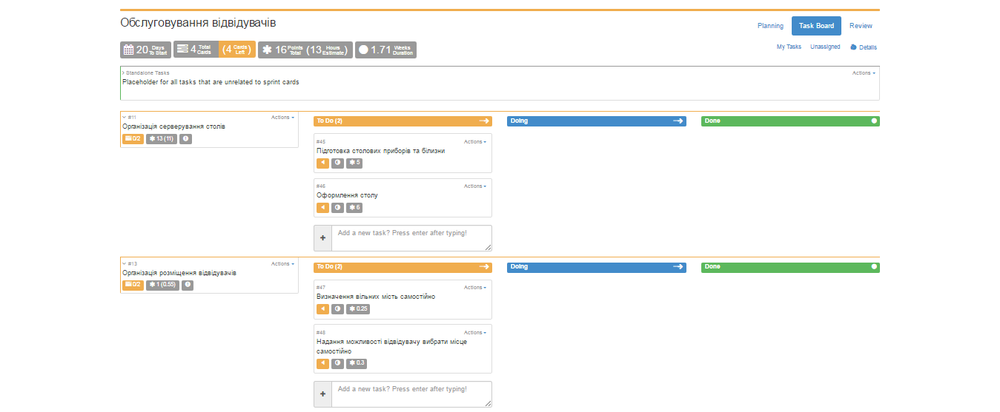 Обслуговування відвідувачів
Planning Task Board Review
20 Days To Start 4 Total Cards (4 Cards Left) 16 Points Total (13 Hours Estimate) 1.71 Weeks Duration
My Tasks Unassigned Details
Standalone Tasks Actions
Placeholder for all tasks that are unrelated to sprint cards
#11 Actions
Організація серверування столів
0/2 13 (11)
To Do (2) Doing Done
#45 Actions
Підготовка столових приборів та білизни
5
#46 Actions
Оформлення столу
6
Add a new task? Press enter after typing!
#13 Actions
Організація розміщення відвідувачів
0/2 1 (0.55)
To Do (2) Doing Done
#47 Actions
Визначення вільних мість самостійно
0.25
#48 Actions
Надання можливості відвідувачу вибрати місце
самостійно
0.3
Add a new task? Press enter after typing!